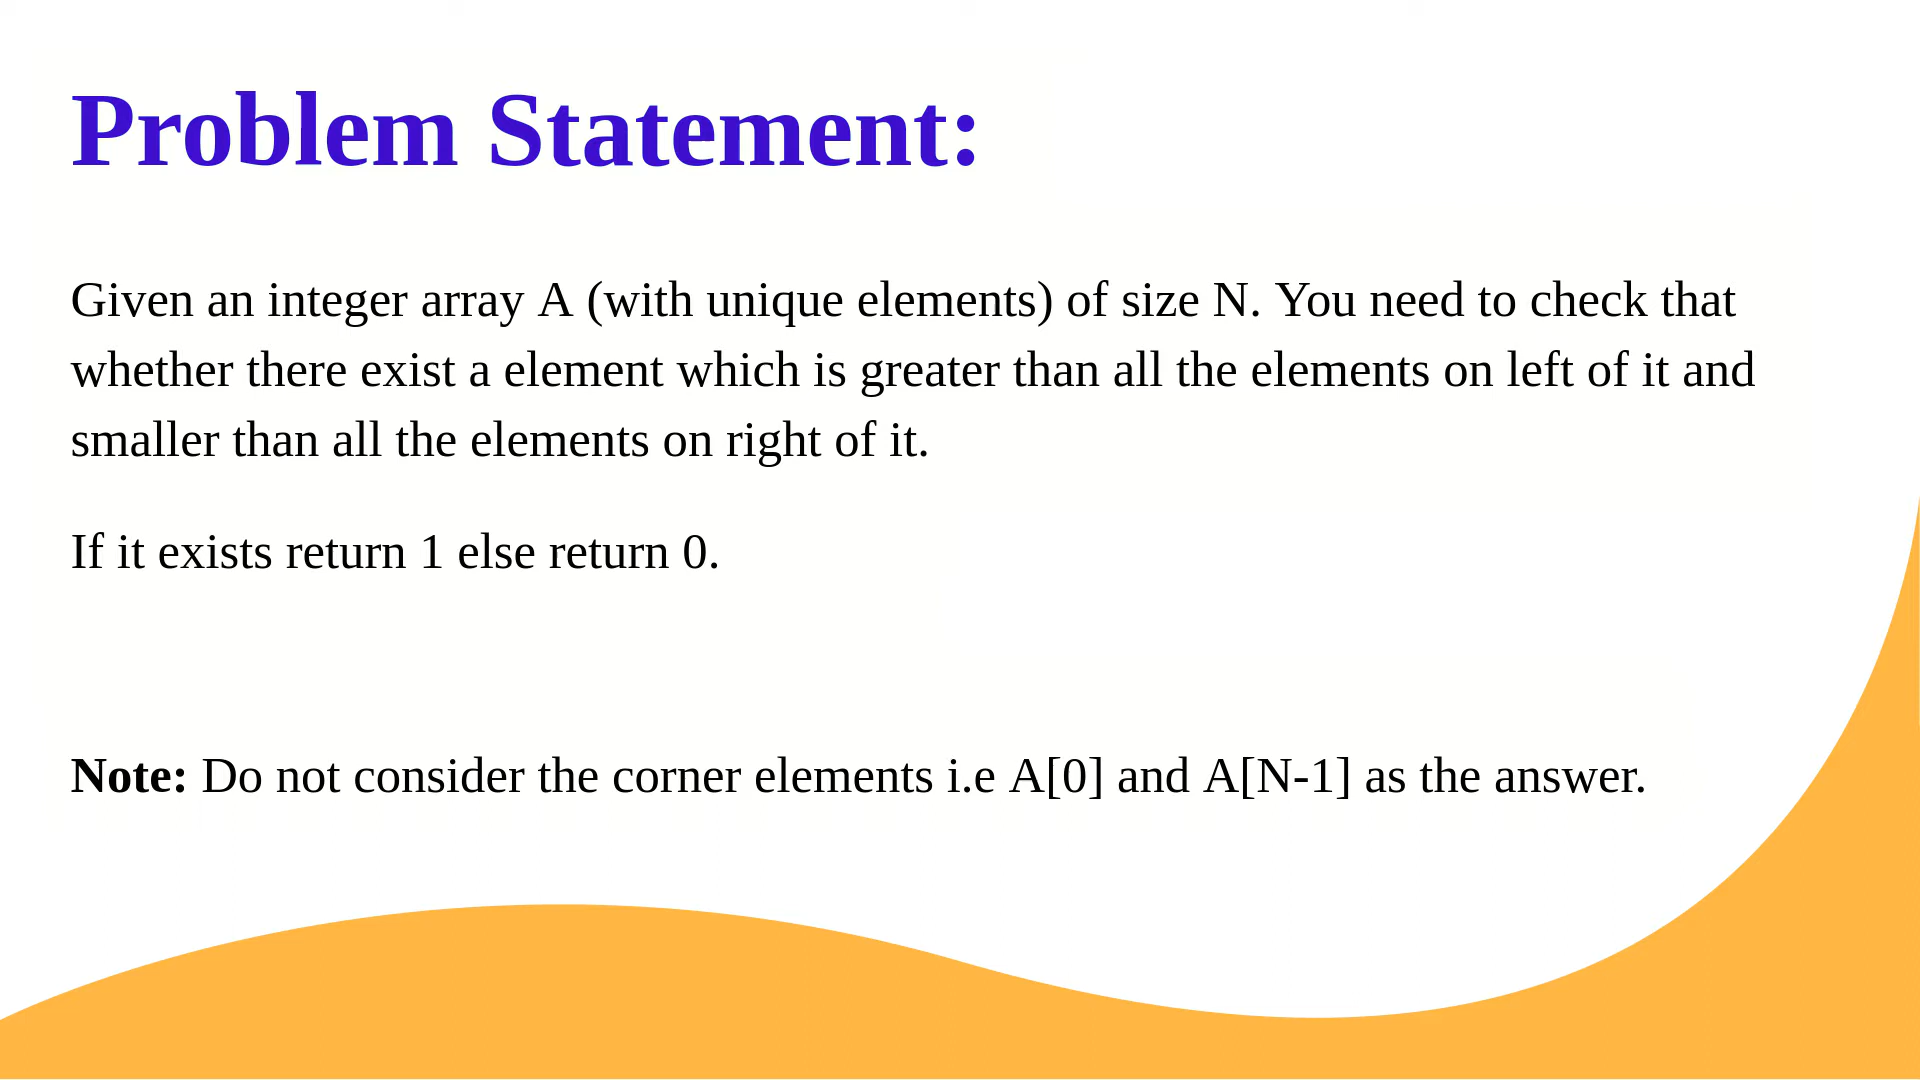 Problem Statement:
Given an integer array A (with unique elements) of size N. You need to check that
whether there exist a element which is greater than all the elements on left of it and
smaller than all the elements on right of it.
If it exists return 1 else return 0.
Note: Do not consider the corner elements i.e A[0] and A[N-1] as the answer.